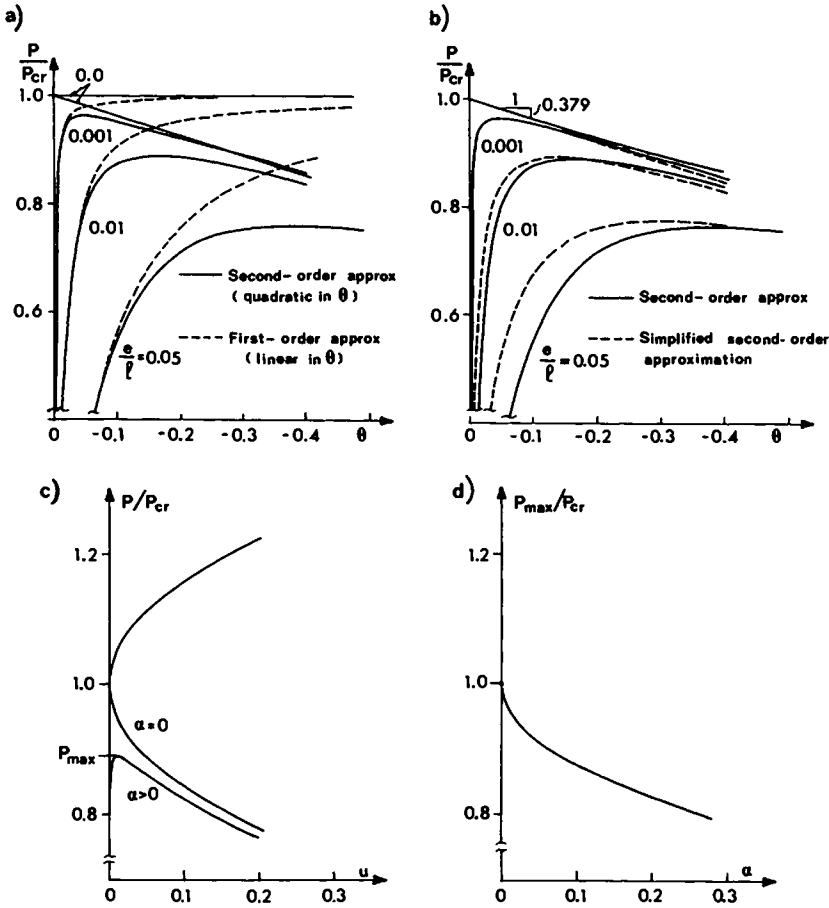 a)
P
Pcr
0.0
1.0
0.001
0.8
0.01
Second-order approx
(quadratic in θ)
0.6
First-order approx
(linear in θ)
e
ℓ =0.05
0 -0.1 -0.2 -0.3 -0.4 θ
b)
P
Pcr
1.0
1
0.379
0.001
0.8
0.01
Second-order approx
0.6
Simplified second-order
approximation
e
ℓ =0.05
0 -0.1 -0.2 -0.3 -0.4 θ
c)
P/Pcr
1.2
1.0
α=0
Pmax
α>0
0.8
u
0 0.1 0.2 0.3
d)
Pmax/Pcr
1.2
1.0
0.8
α
0 0.1 0.2 0.3